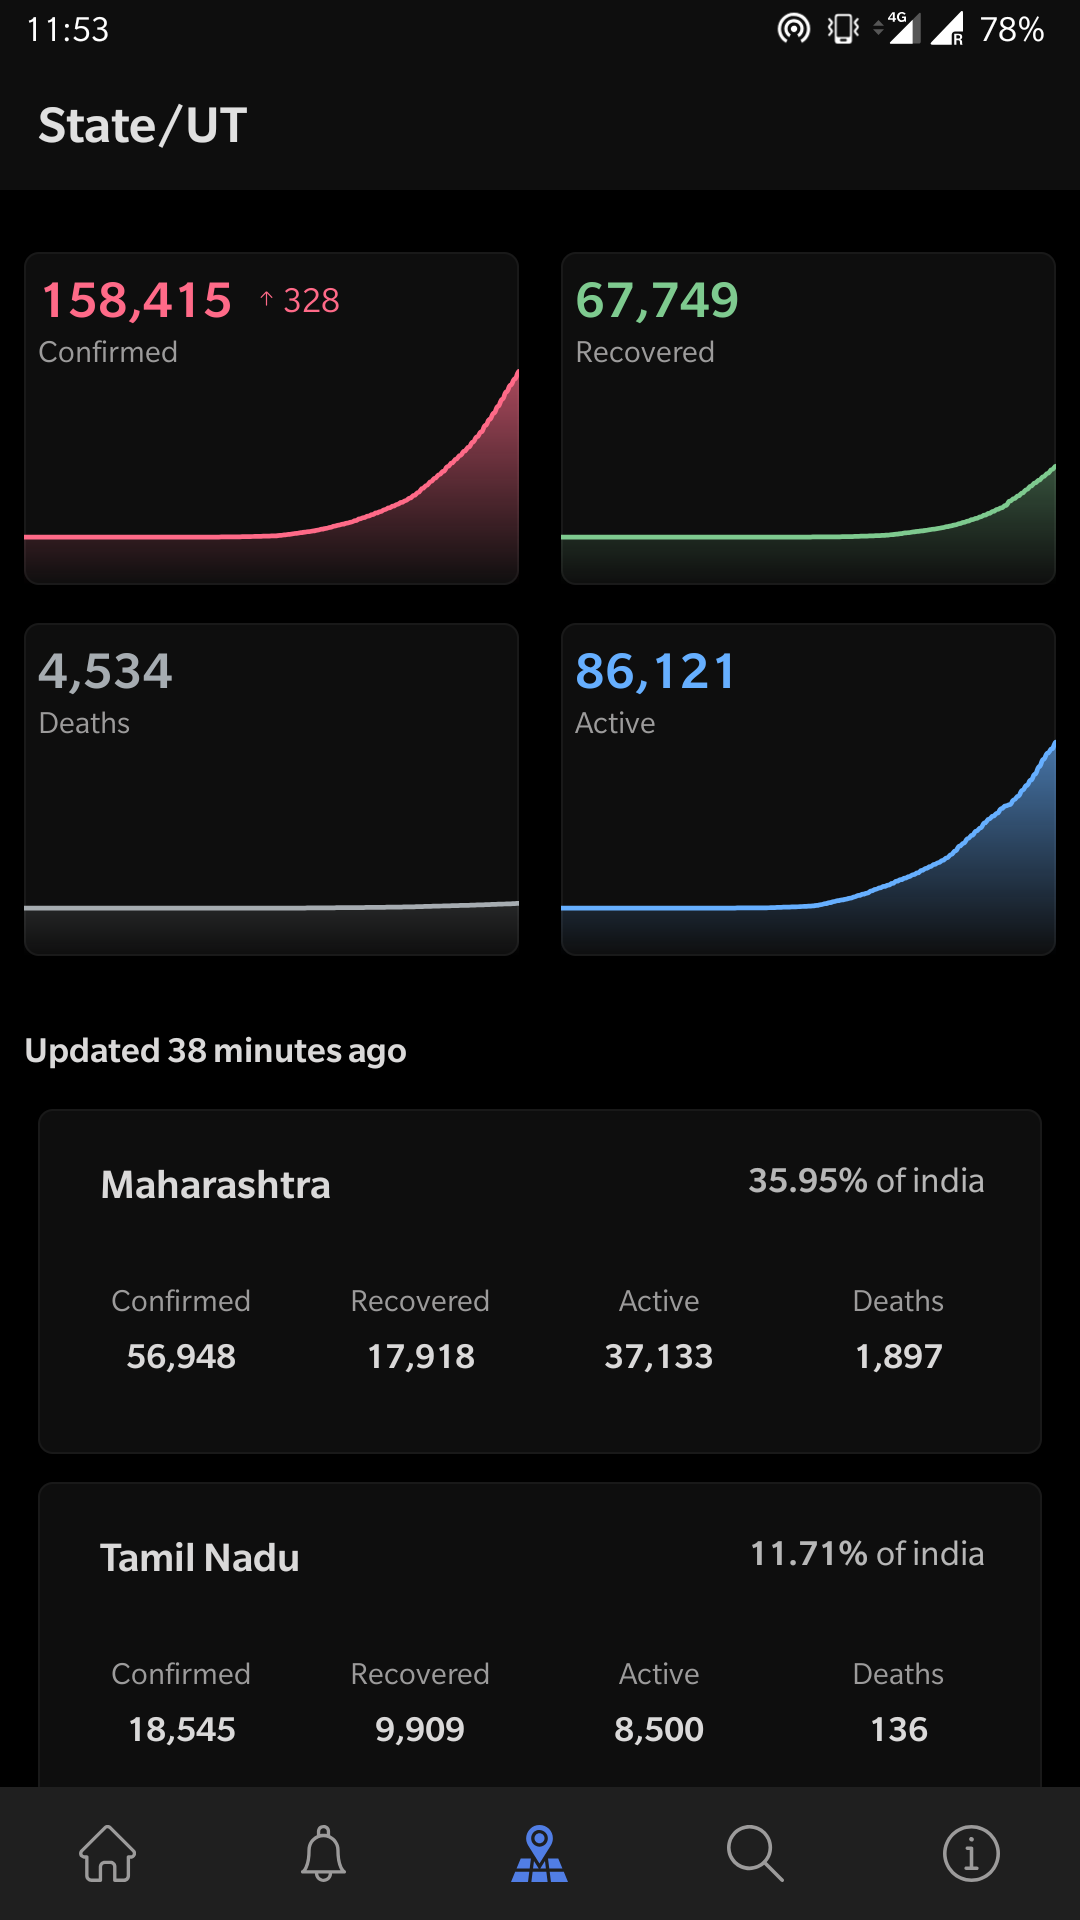 11:53 4G R 78%
State/UT
158,415 ↑ 328
Confirmed
67,749
Recovered
4,534
Deaths
86,121
Active
Updated 38 minutes ago
Maharashtra 35.95% of india
Confirmed Recovered Active Deaths
56,948 17,918 37,133 1,897
Tamil Nadu 11.71% of india
Confirmed Recovered Active Deaths
18,545 9,909 8,500 136